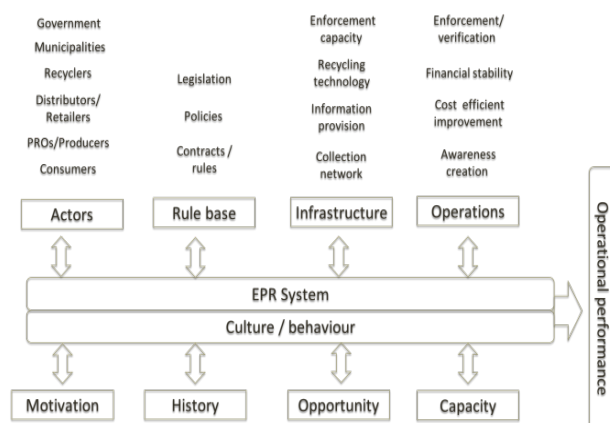 Government
Municipalities
Recyclers
Distributors/
Retailers
PROs/Producers
Consumers
Legislation
Policies
Contracts /
rules
Enforcement
capacity
Recycling
technology
Information
provision
Collection
network
Enforcement/
verification
Financial stability
Cost efficient
improvement
Awareness
creation
Actors
Rule base
Infrastructure
Operations
EPR System
Culture / behaviour
Motivation
History
Opportunity
Capacity
Operational performance